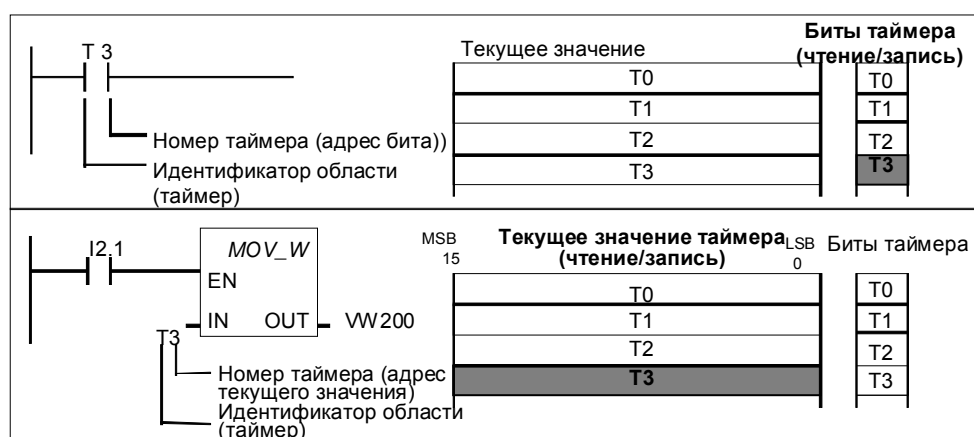 T 3
Номер таймера (адрес бита))
Идентификатор области
(таймер)
Текущее значение
T0
T1
T2
T3
Биты таймера
(чтение/запись)
T0
T1
T2
T3
I2.1
MOV_W
EN
IN OUT
VW200
T3
Номер таймера (адрес
текущего значения)
Идентификатор области
(таймер)
MSB
15
Текущее значение таймера
(чтение/запись)
LSB
0
T0
T1
T2
T3
Биты таймера
T0
T1
T2
T3